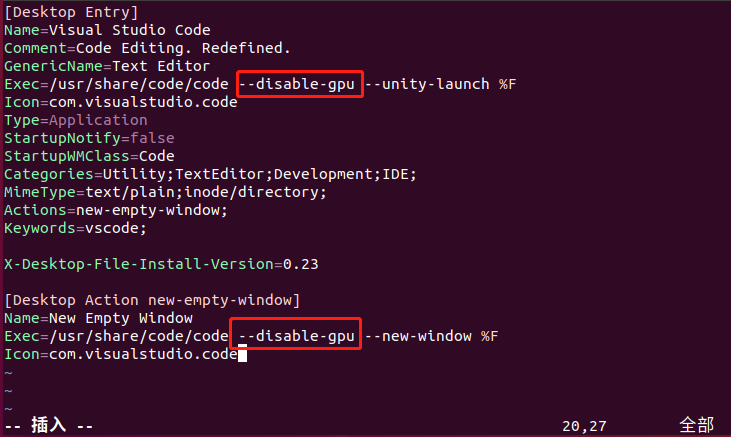 [Desktop Entry]
Name=Visual Studio Code
Comment=Code Editing. Redefined.
GenericName=Text Editor
Exec=/usr/share/code/code --disable-gpu --unity-launch %F
Icon=com.visualstudio.code
Type=Application
StartupNotify=false
StartupWMClass=Code
Categories=Utility;TextEditor;Development;IDE;
MimeType=text/plain;inode/directory;
Actions=new-empty-window;
Keywords=vscode;
X-Desktop-File-Install-Version=0.23
[Desktop Action new-empty-window]
Name=New Empty Window
Exec=/usr/share/code/code --disable-gpu --new-window %F
Icon=com.visualstudio.code
~
~
~
-- 插入 -- 20,27 全部